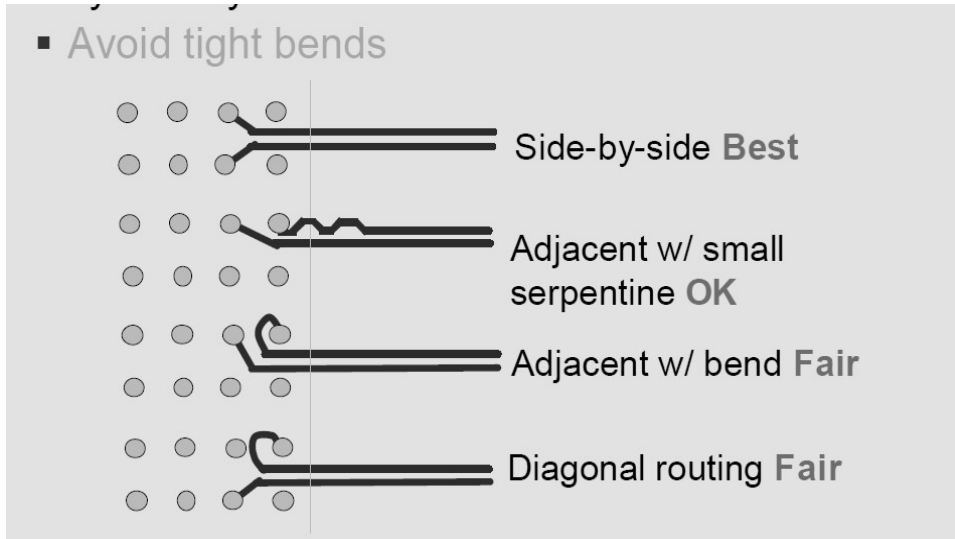 ▪ Avoid tight bends
Side-by-side Best
Adjacent w/ small
serpentine OK
Adjacent w/ bend Fair
Diagonal routing Fair